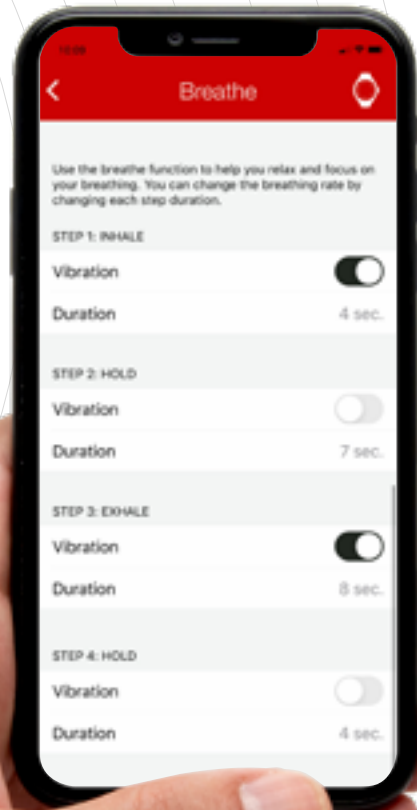 10:09
Breathe
Use the breathe function to help you relax and focus on
your breathing. You can change the breathing rate by
changing each step duration.
STEP 1: INHALE
Vibration
Duration 4 sec.
STEP 2: HOLD
Vibration
Duration 7 sec.
STEP 3: EXHALE
Vibration
Duration 8 sec.
STEP 4: HOLD
Vibration
Duration 4 sec.